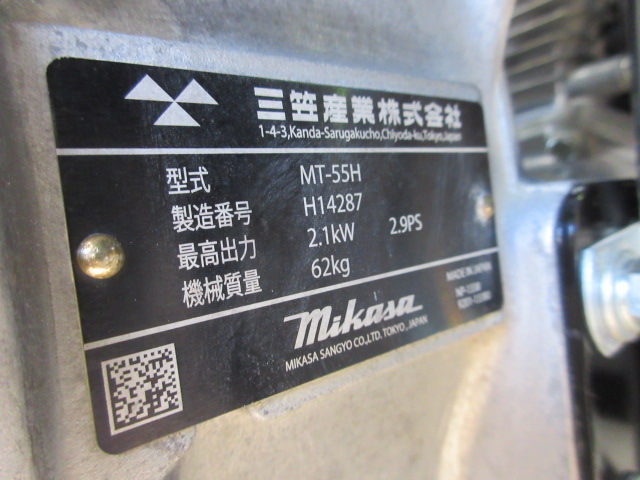 三笠産業株式会社
1-4-3,Kanda-Sarugakucho,Chiyoda-ku,Tokyo,Japan
型式 MT-55H
製造番号 H14287
最高出力 2.1kW 2.9PS
機械質量 62kg
MADE IN JAPAN
mikasa
MIKASA SANGYO CO.,LTD. TOKYO, JAPAN